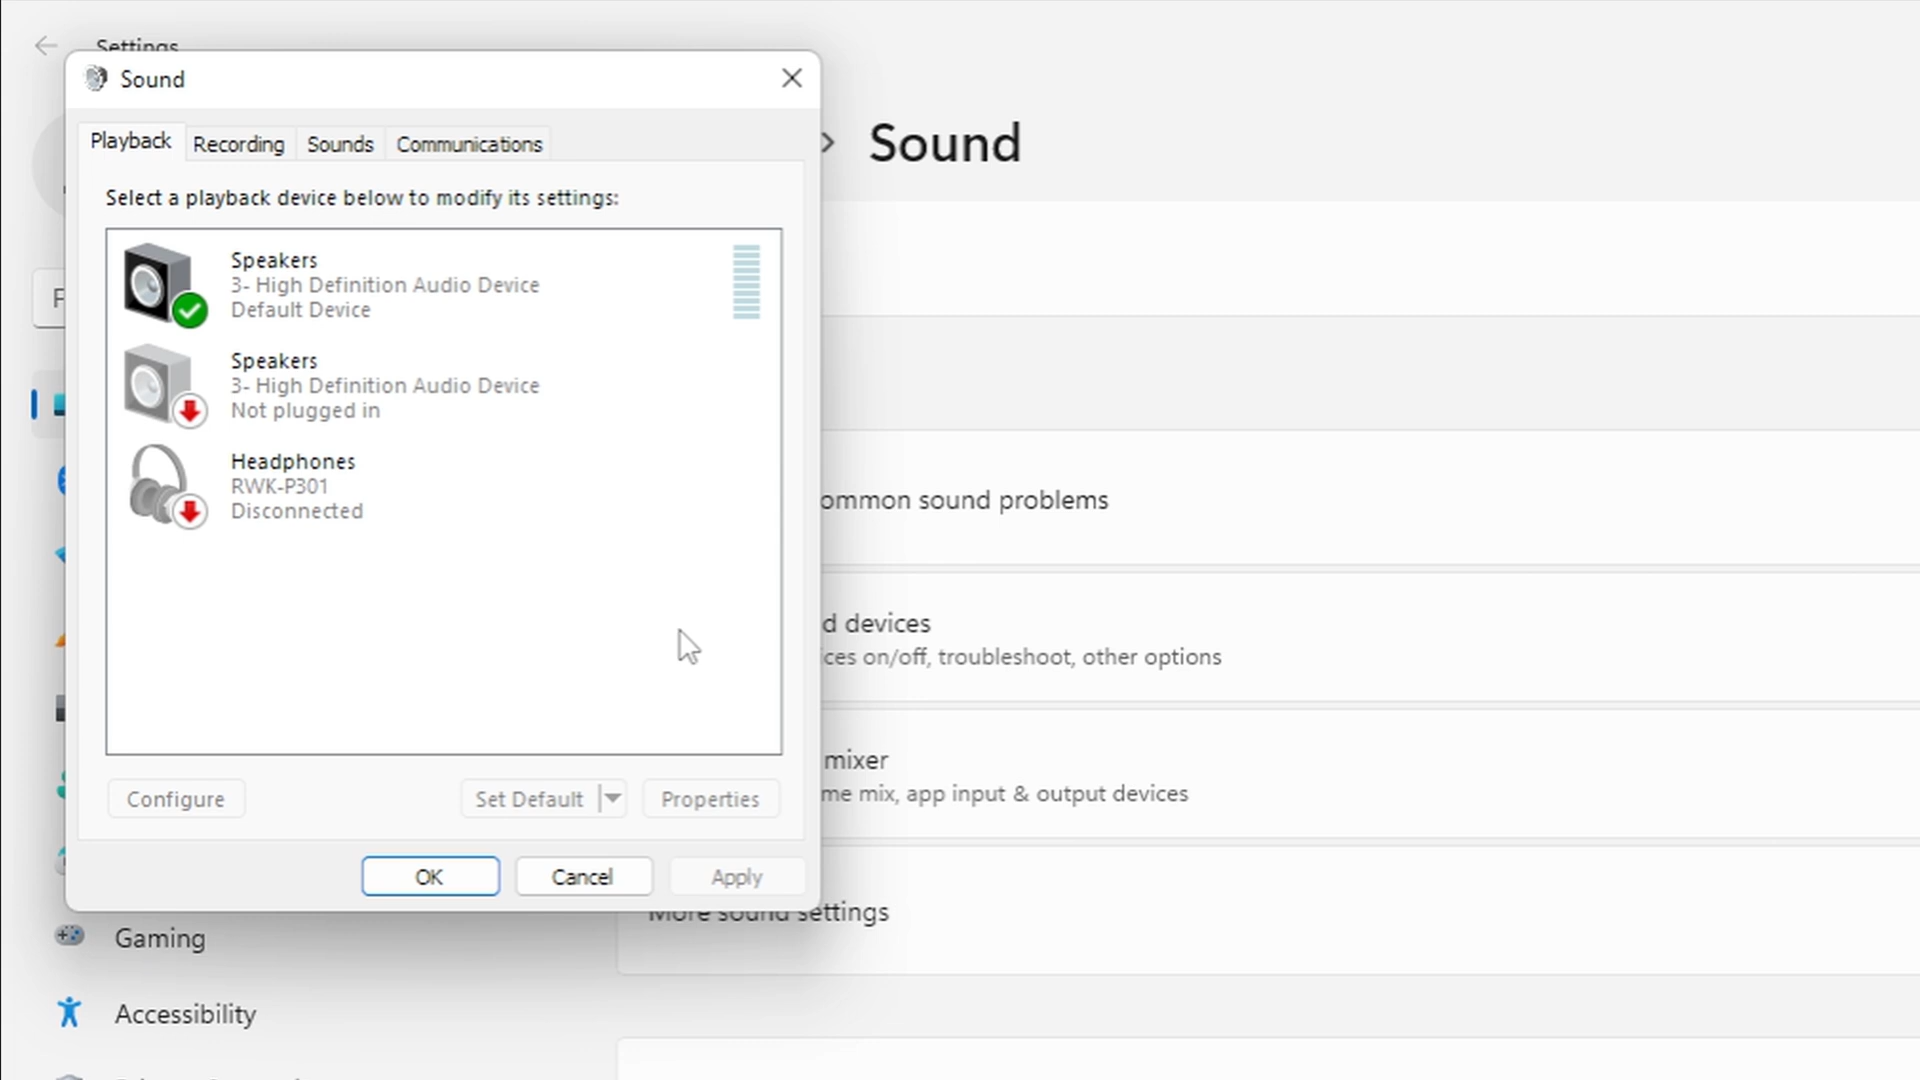 Settings
Sound
Playback
Recording
Sounds
Communications
Select a playback device below to modify its settings:
Speakers
3- High Definition Audio Device
Default Device
Speakers
3- High Definition Audio Device
Not plugged in
Headphones
RWK-P301
Disconnected
Configure
Set Default
Properties
OK
Cancel
Apply
Gaming
Accessibility
> Sound
ommon sound problems
d devices
ces on/off, troubleshoot, other options
mixer
me mix, app input & output devices
More sound settings